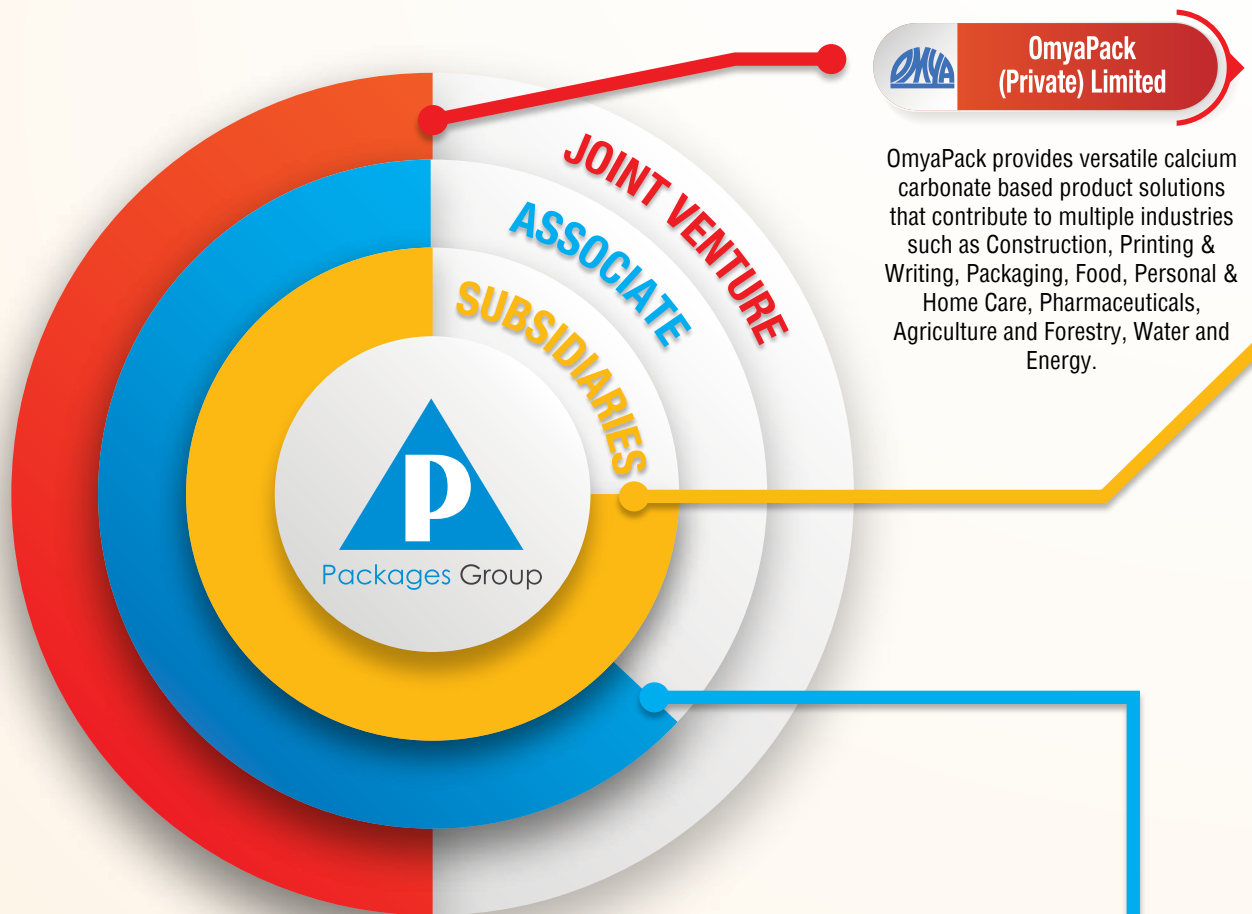 OMYA
OmyaPack
(Private) Limited
OmyaPack provides versatile calcium
carbonate based product solutions
that contribute to multiple industries
such as Construction, Printing &
Writing, Packaging, Food, Personal &
Home Care, Pharmaceuticals,
Agriculture and Forestry, Water and
Energy.
JOINT VENTURE
ASSOCIATE
SUBSIDIARIES
P
Packages Group